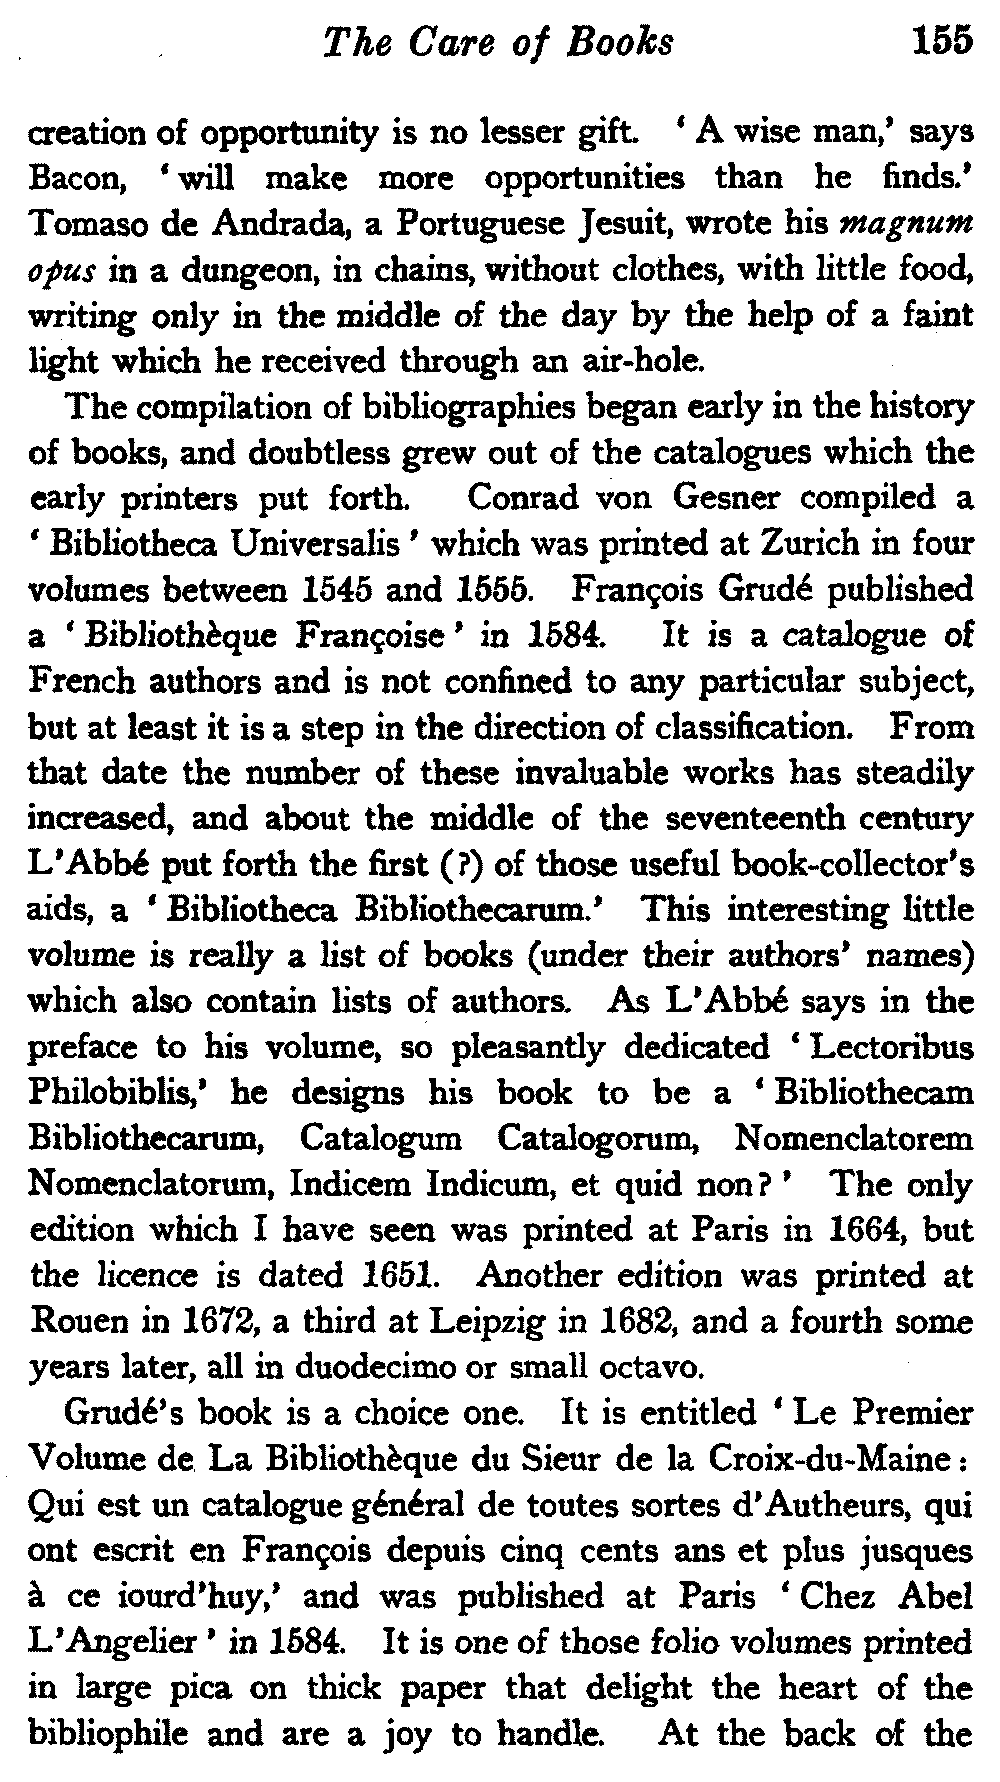 The Care of Books 155
creation of opportunity is no lesser gift. ‘ A wise man,’ says
Bacon, ‘ will make more opportunities than he finds.’
Tomaso de Andrada, a Portuguese Jesuit, wrote his magnum
opus in a dungeon, in chains, without clothes, with little food,
writing only in the middle of the day by the help of a faint
light which he received through an air-hole.
The compilation of bibliographies began early in the history
of books, and doubtless grew out of the catalogues which the
early printers put forth. Conrad von Gesner compiled a
‘ Bibliotheca Universalis ’ which was printed at Zurich in four
volumes between 1545 and 1555. François Grudé published
a ‘ Bibliothèque Françoise ’ in 1584. It is a catalogue of
French authors and is not confined to any particular subject,
but at least it is a step in the direction of classification. From
that date the number of these invaluable works has steadily
increased, and about the middle of the seventeenth century
L’Abbé put forth the first (?) of those useful book-collector’s
aids, a ‘ Bibliotheca Bibliothecarum.’ This interesting little
volume is really a list of books (under their authors’ names)
which also contain lists of authors. As L’Abbé says in the
preface to his volume, so pleasantly dedicated ‘ Lectoribus
Philobiblis,’ he designs his book to be a ‘ Bibliothecam
Bibliothecarum, Catalogum Catalogorum, Nomenclatorem
Nomenclatorum, Indicem Indicum, et quid non? ’ The only
edition which I have seen was printed at Paris in 1664, but
the licence is dated 1651. Another edition was printed at
Rouen in 1672, a third at Leipzig in 1682, and a fourth some
years later, all in duodecimo or small octavo.
Grudé’s book is a choice one. It is entitled ‘ Le Premier
Volume de La Bibliothèque du Sieur de la Croix-du-Maine :
Qui est un catalogue général de toutes sortes d’Autheurs, qui
ont escrit en François depuis cinq cents ans et plus jusques
à ce iourd’huy,’ and was published at Paris ‘ Chez Abel
L’Angelier ’ in 1584. It is one of those folio volumes printed
in large pica on thick paper that delight the heart of the
bibliophile and are a joy to handle. At the back of the